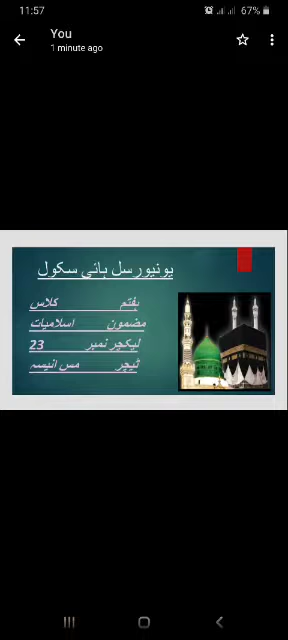 11:57 67%
You
1 minute ago
یونیورسل ہائی سکول
کلاس ہفتم
مضمون اسلامیات
لیکچر نمبر 23
ٹیچر مس انیسہ